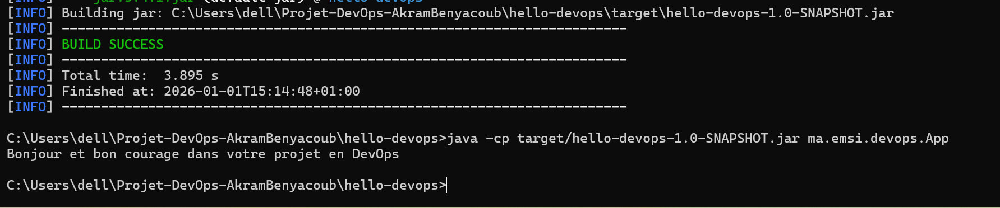 [INFO] Building jar: C:\Users\dell\Projet-DevOps-AkramBenyacoub\hello-devops\target\hello-devops-1.0-SNAPSHOT.jar
[INFO] ------------------------------------------------------------------------
[INFO] BUILD SUCCESS
[INFO] ------------------------------------------------------------------------
[INFO] Total time:  3.895 s
[INFO] Finished at: 2026-01-01T15:14:48+01:00
[INFO] ------------------------------------------------------------------------
C:\Users\dell\Projet-DevOps-AkramBenyacoub\hello-devops>java -cp target/hello-devops-1.0-SNAPSHOT.jar ma.emsi.devops.App
Bonjour et bon courage dans votre projet en DevOps
C:\Users\dell\Projet-DevOps-AkramBenyacoub\hello-devops>